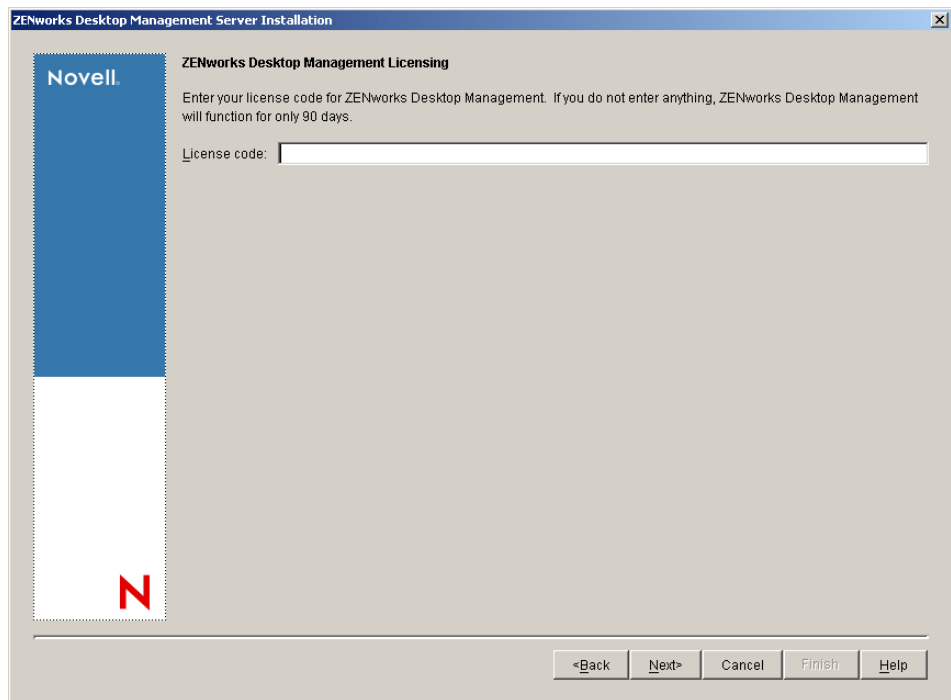 ZENworks Desktop Management Server Installation
Novell.
ZENworks Desktop Management Licensing
Enter your license code for ZENworks Desktop Management. If you do not enter anything, ZENworks Desktop Management
will function for only 90 days.
License code:
N
<Back Next> Cancel Finish Help